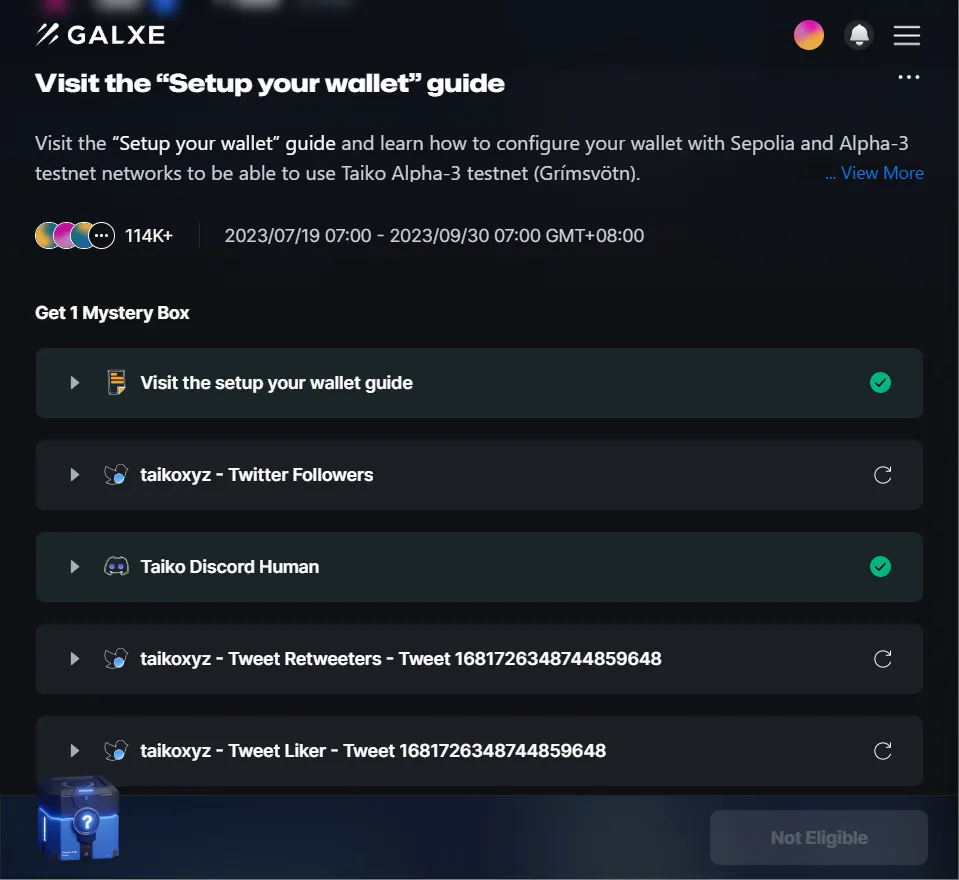 GALXE
Visit the “Setup your wallet” guide
Visit the “Setup your wallet“ guide and learn how to configure your wallet with Sepolia and Alpha-3
testnet networks to be able to use Taiko Alpha-3 testnet (Grímsvötn).
... View More
114K+
2023/07/19 07:00 - 2023/09/30 07:00 GMT+08:00
Get 1 Mystery Box
Visit the setup your wallet guide
taikoxyz - Twitter Followers
Taiko Discord Human
taikoxyz - Tweet Retweeters - Tweet 1681726348744859648
taikoxyz - Tweet Liker - Tweet 1681726348744859648
?
Not Eligible